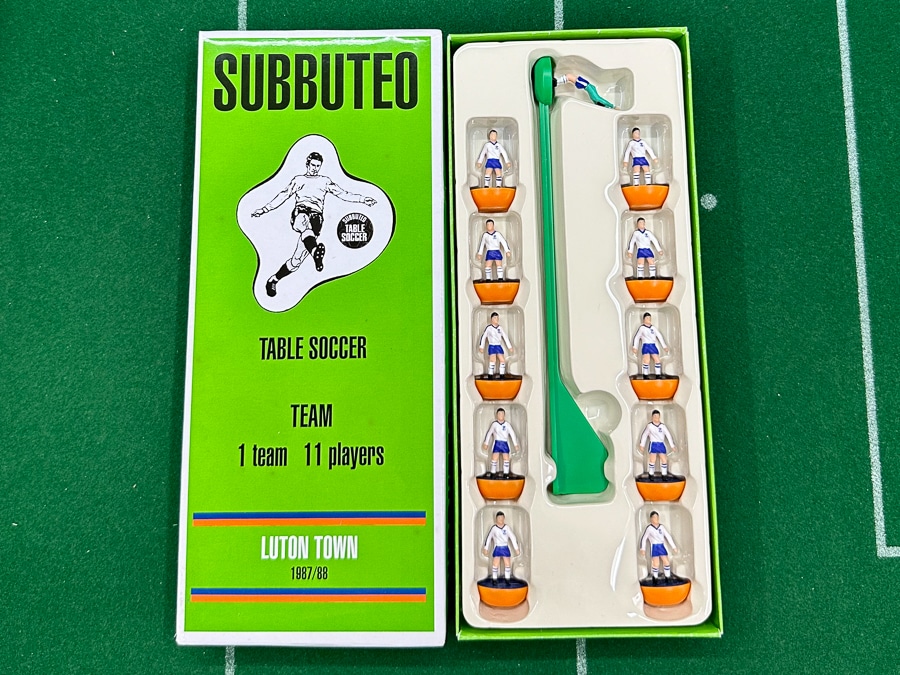 SUBBUTEO
SUBBUTEO
TABLE
SOCCER
TABLE SOCCER
TEAM
1 team 11 players
LUTON TOWN
1987/88